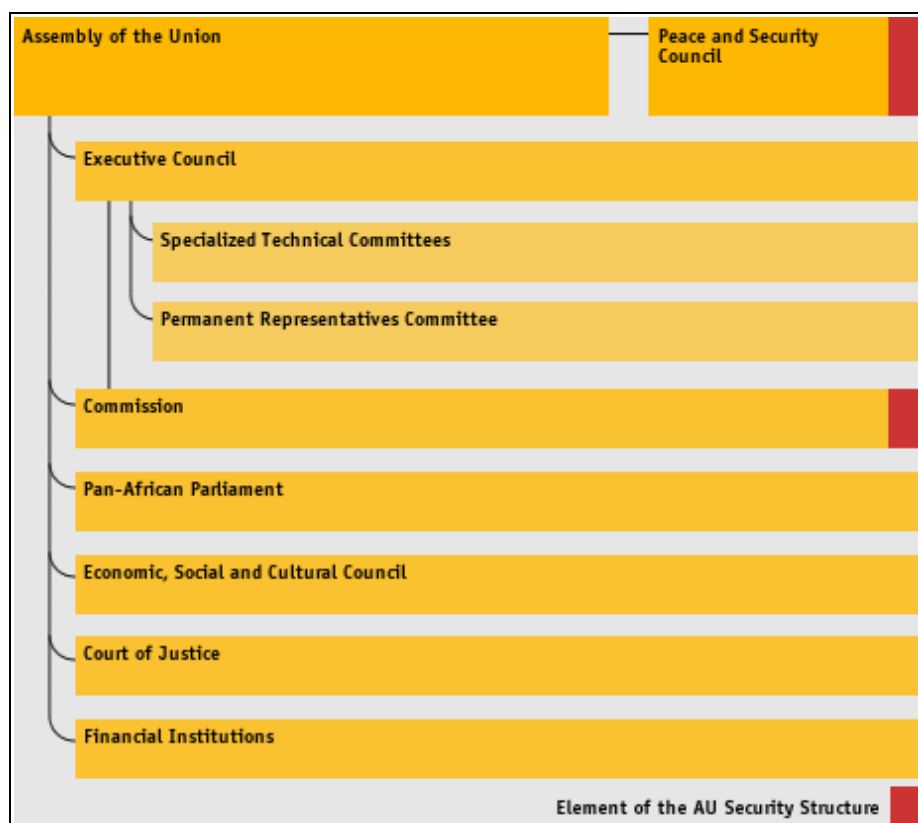 Assembly of the Union
Peace and Security
Council
Executive Council
Specialized Technical Committees
Permanent Representatives Committee
Commission
Pan-African Parliament
Economic, Social and Cultural Council
Court of Justice
Financial Institutions
Element of the AU Security Structure